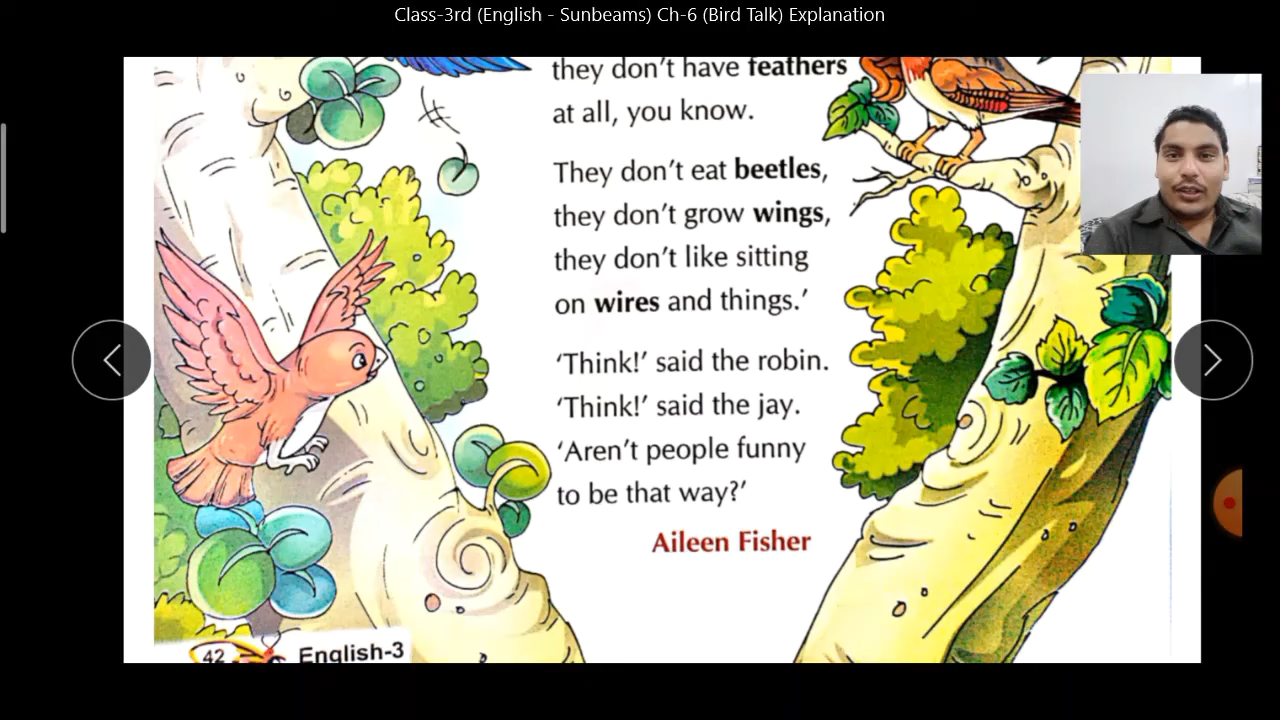 Class-3rd (English - Sunbeams) Ch-6 (Bird Talk) Explanation
they don’t have feathers
at all, you know.
They don’t eat beetles,
they don’t grow wings,
they don’t like sitting
on wires and things.’
‘Think!’ said the robin.
‘Think!’ said the jay.
‘Aren’t people funny
to be that way?’
Aileen Fisher
42 English-3